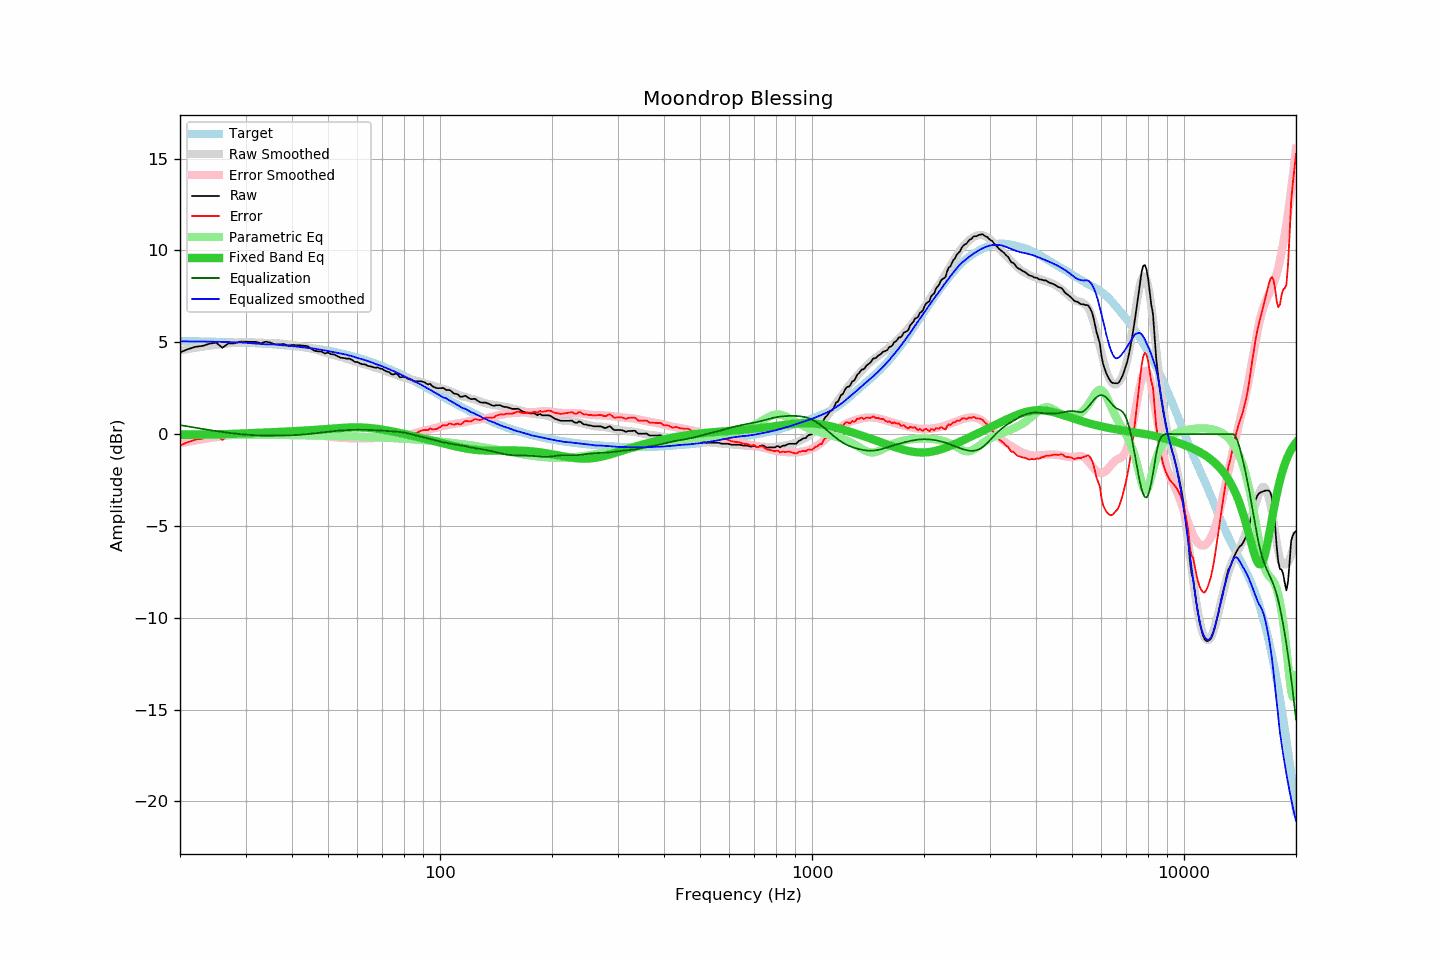 Moondrop Blessing
Target
Raw Smoothed
Error Smoothed
Raw
Error
Parametric Eq
Fixed Band Eq
Equalization
Equalized smoothed
15
10
5
0
−5
−10
−15
−20
Amplitude (dBr)
100 1000 10000
Frequency (Hz)